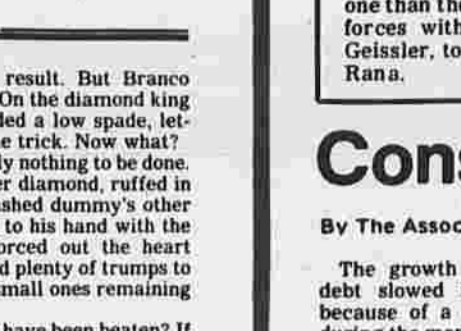 result. But Branco
On the diamond king
led a low spade, let-
e trick. Now what?
ly nothing to be done.
er diamond, ruffed in
shed dummy's other
to his hand with the
orced out the heart
d plenty of trumps to
mall ones remaining
have been beaten? If
one than the
forces with
Geissler, to
Rana.
Cons
By The Assoc
The growth
debt slowed
because of a